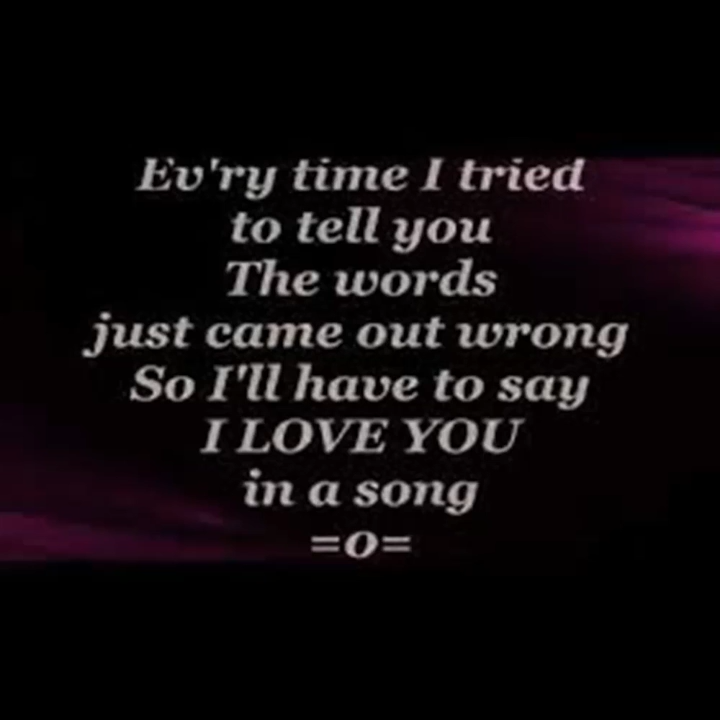 Ev'ry time I tried
to tell you
The words
just came out wrong
So I'll have to say
I LOVE YOU
in a song
=o=